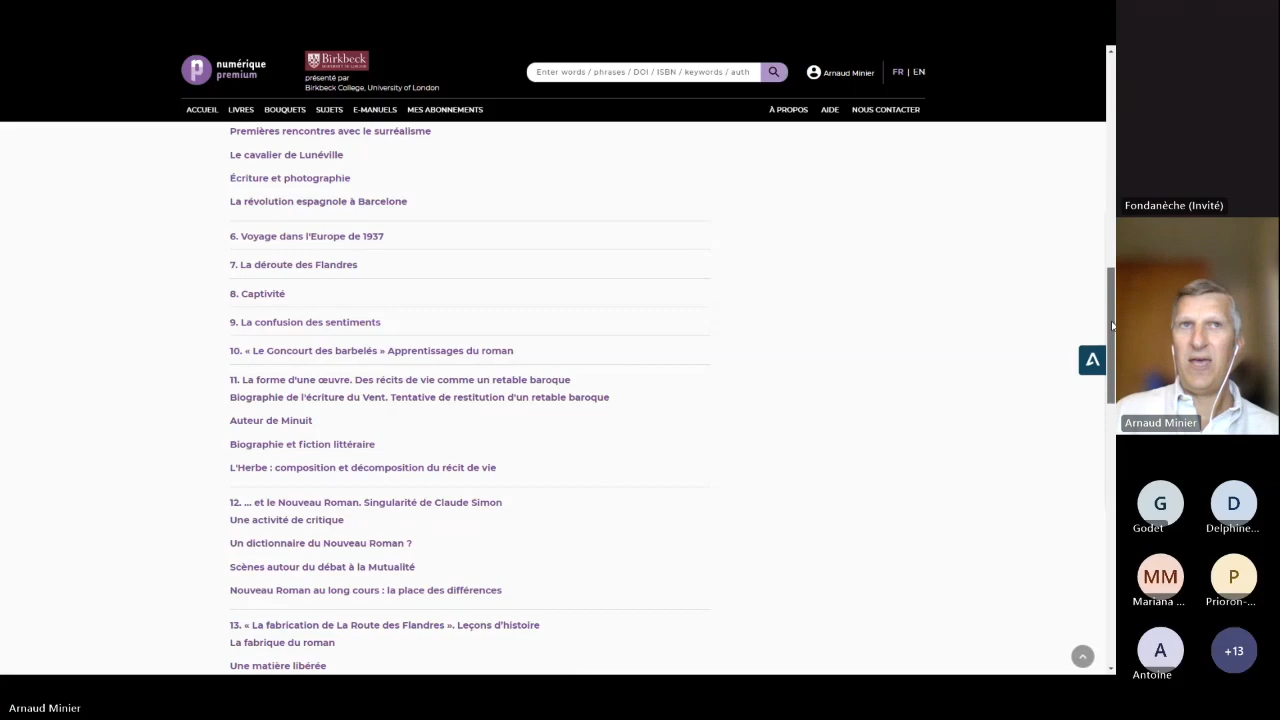 numérique
premium
Birkbeck
présenté par
Birkbeck College, University of London
Enter words / phrases / DOI / ISBN / keywords / auth
Arnaud Minier
FR | EN
ACCUEIL LIVRES BOUQUETS SUJETS E-MANUELS MES ABONNEMENTS
À PROPOS AIDE NOUS CONTACTER
Premières rencontres avec le surréalisme
Le cavalier de Lunéville
Écriture et photographie
La révolution espagnole à Barcelone
6. Voyage dans l'Europe de 1937
7. La déroute des Flandres
8. Captivité
9. La confusion des sentiments
10. « Le Goncourt des barbelés » Apprentissages du roman
11. La forme d'une œuvre. Des récits de vie comme un retable baroque
Biographie de l'écriture du Vent. Tentative de restitution d'un retable baroque
Auteur de Minuit
Biographie et fiction littéraire
L'Herbe : composition et décomposition du récit de vie
12. ... et le Nouveau Roman. Singularité de Claude Simon
Une activité de critique
Un dictionnaire du Nouveau Roman ?
Scènes autour du débat à la Mutualité
Nouveau Roman au long cours : la place des différences
13. « La fabrication de La Route des Flandres ». Leçons d'histoire
La fabrique du roman
Une matière libérée
Fondanèche (Invité)
Arnaud Minier
G
D
Godet
Delphine...
MM
P
Mariana ...
Prioron-...
A
+13
Antoine
Arnaud Minier